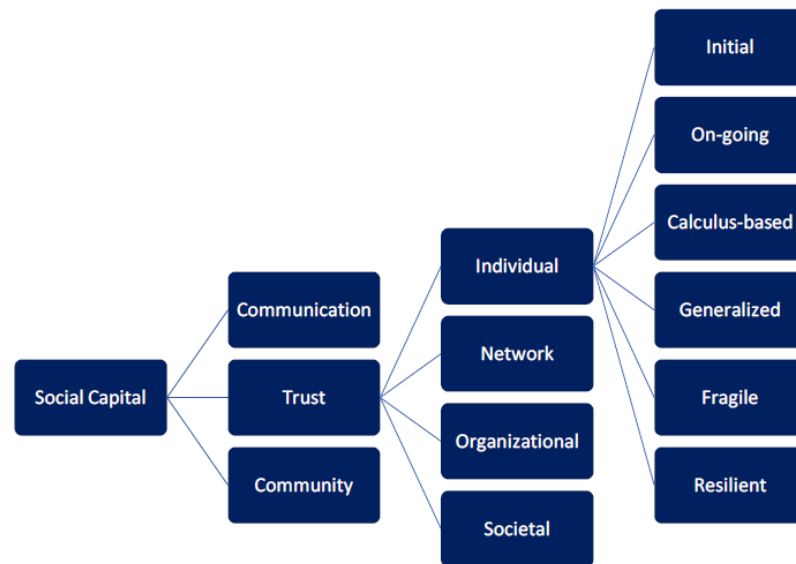 Social Capital
Communication
Trust
Community
Individual
Network
Organizational
Societal
Initial
On-going
Calculus-based
Generalized
Fragile
Resilient